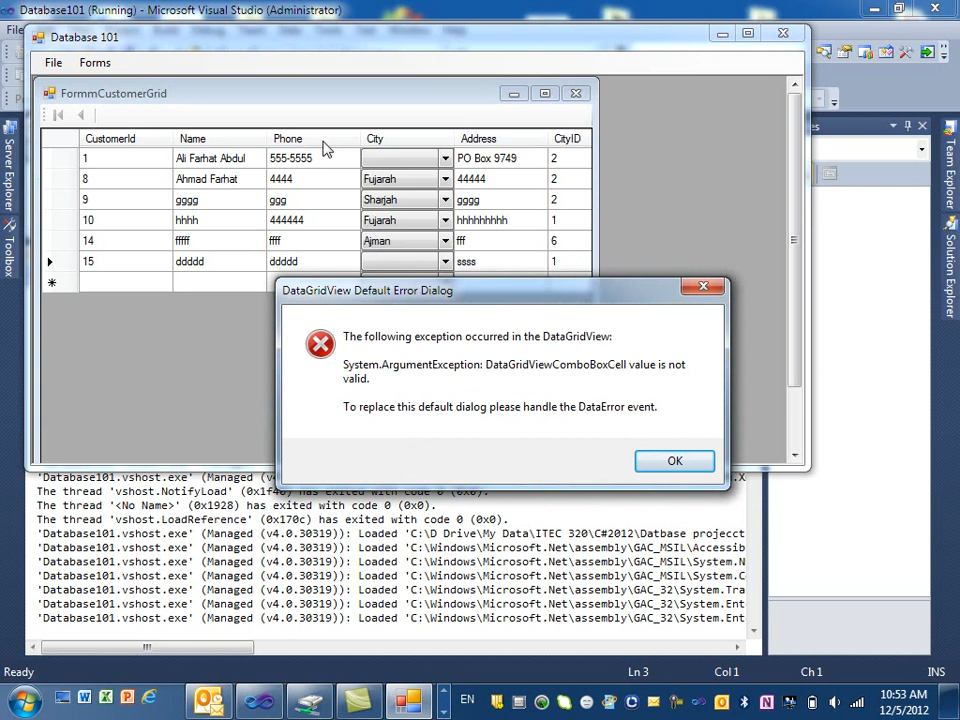 Database101 (Running) - Microsoft Visual Studio (Administrator)
File
Database 101
File Forms
FormmCustomerGrid
CustomerId Name Phone City Address CityID
1 Ali Farhat Abdul 555-5555 PO Box 9749 2
8 Ahmad Farhat 4444 Fujarah 44444 2
9 gggg ggg Sharjah gggg 2
10 hhhh 444444 Fujarah hhhhhhhhh 1
14 fffff ffff Ajman fff 6
15 ddddd ddddd ssss 1
DataGridView Default Error Dialog
The following exception occurred in the DataGridView:
System.ArgumentException: DataGridViewComboBoxCell value is not
valid.
To replace this default dialog please handle the DataError event.
OK
Server Explorer
Toolbox
Team Explorer
Solution Explorer
'Database101.vshost.exe' (Managed
The thread 'vshost.NotifyLoad' has exited with code 0 (0x0).
The thread '<No Name>' (0x1928) has exited with code 0 (0x0).
The thread 'vshost.LoadReference' (0x170c) has exited with code 0 (0x0).
'Database101.vshost.exe' (Managed (v4.0.30319)): Loaded 'C:\D Drive\My Data\ITEC 320\C#2012\Datbase projecct
'Database101.vshost.exe' (Managed (v4.0.30319)): Loaded 'C:\Windows\Microsoft.Net\assembly\GAC_MSIL\Accessib
'Database101.vshost.exe' (Managed (v4.0.30319)): Loaded 'C:\Windows\Microsoft.Net\assembly\GAC_MSIL\System.N
'Database101.vshost.exe' (Managed (v4.0.30319)): Loaded 'C:\Windows\Microsoft.Net\assembly\GAC_MSIL\System.C
'Database101.vshost.exe' (Managed (v4.0.30319)): Loaded 'C:\Windows\Microsoft.Net\assembly\GAC_32\System.Tra
'Database101.vshost.exe' (Managed (v4.0.30319)): Loaded 'C:\Windows\Microsoft.Net\assembly\GAC_32\System.Ent
'Database101.vshost.exe' (Managed (v4.0.30319)): Loaded 'C:\Windows\Microsoft.Net\assembly\GAC_32\System.Ent
Ready Ln 3 Col 1 Ch 1 INS
EN
10:53 AM
12/5/2012